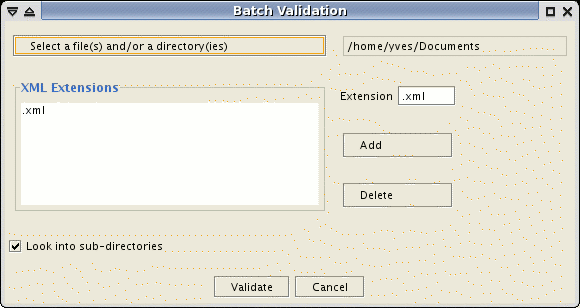 Batch Validation
Select a file(s) and/or a directory(ies)
/home/yves/Documents
XML Extensions
.xml
Extension
.xml
Add
Delete
Look into sub-directories
Validate
Cancel